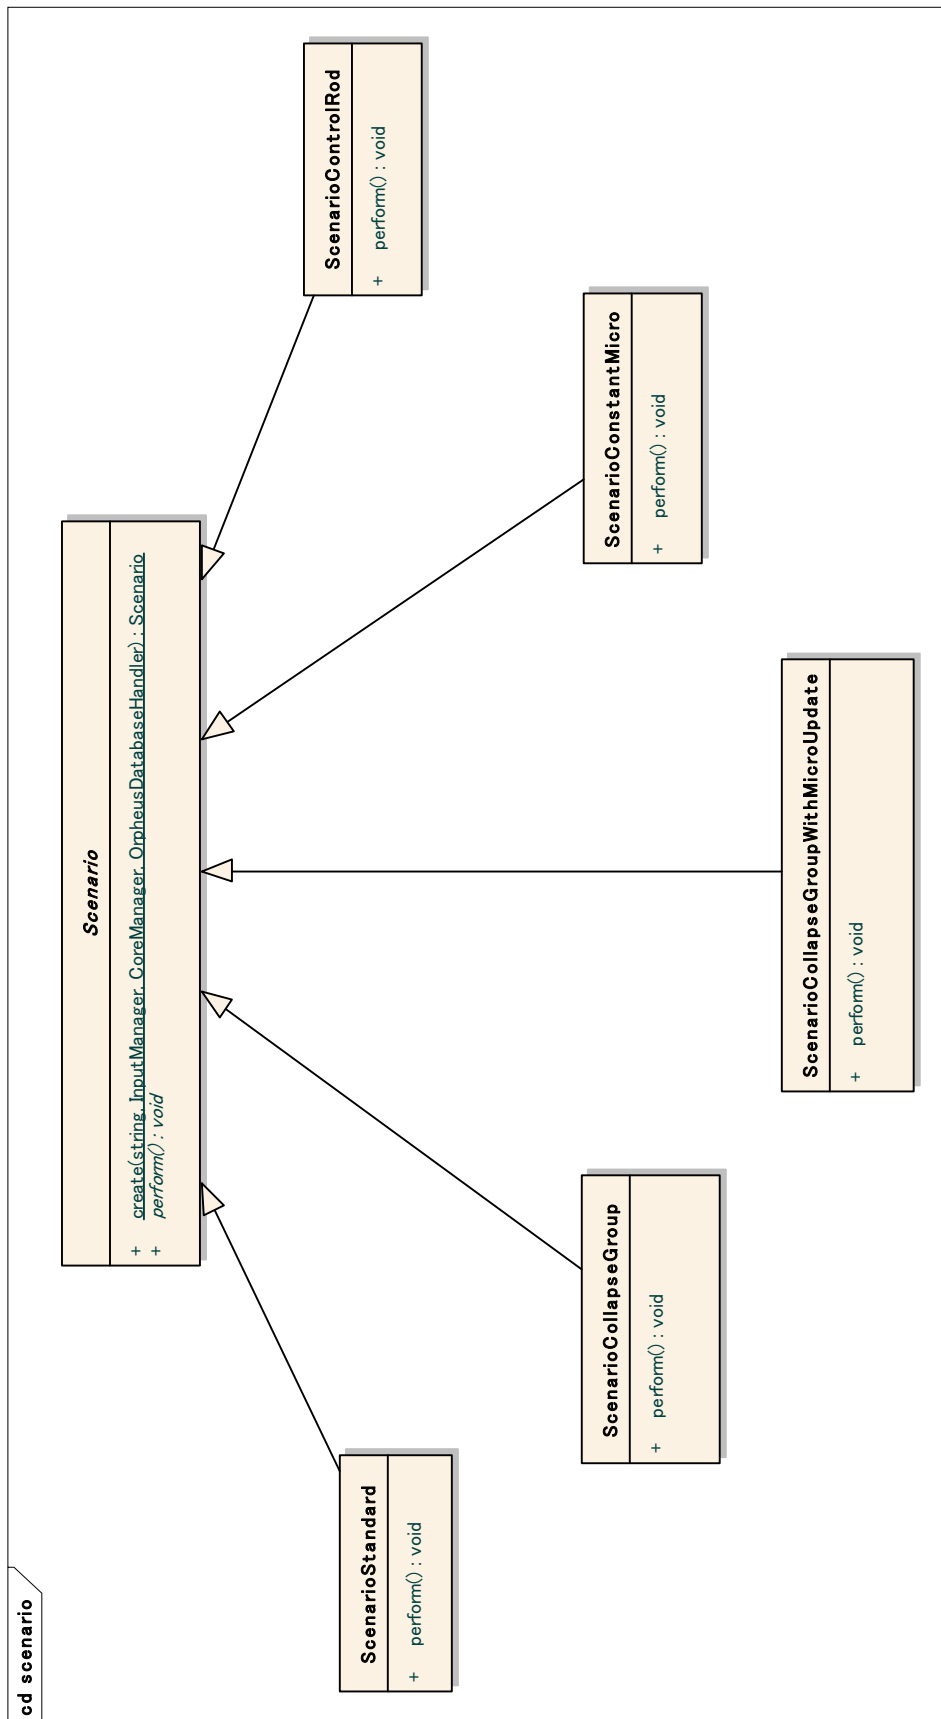 cd scenario
Scenario
+ create(string, InputManager, CoreManager, OrpheusDatabaseHandler) : Scenario
+ perform() : void
ScenarioStandard
+ perform() : void
ScenarioCollapseGroup
+ perform() : void
ScenarioCollapseGroupWithMicroUpdate
+ perform() : void
ScenarioConstantMicro
+ perform() : void
ScenarioControlRod
+ perform() : void